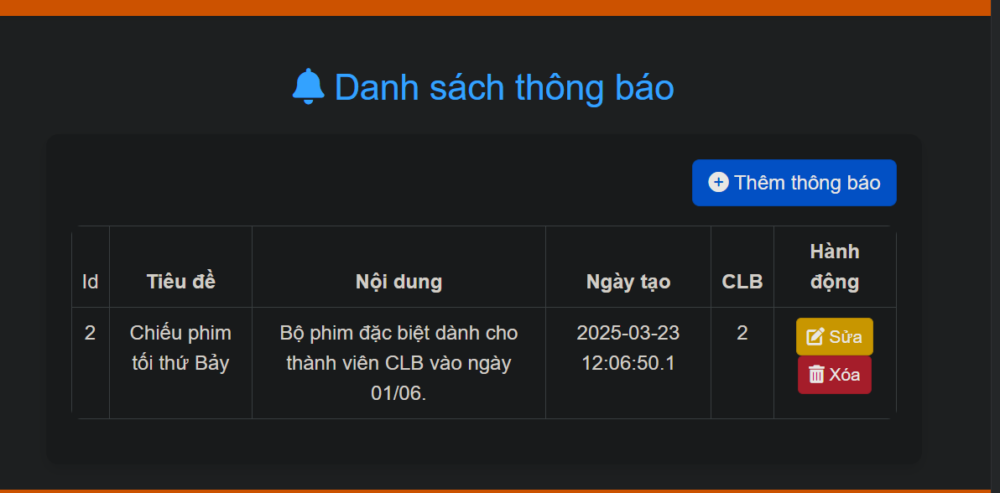 Danh sách thông báo
Thêm thông báo
Id Tiêu đề Nội dung Ngày tạo CLB Hành động
2 Chiếu phim tối thứ Bảy Bộ phim đặc biệt dành cho thành viên CLB vào ngày 01/06. 2025-03-23 12:06:50.1 2 Sửa
Xóa